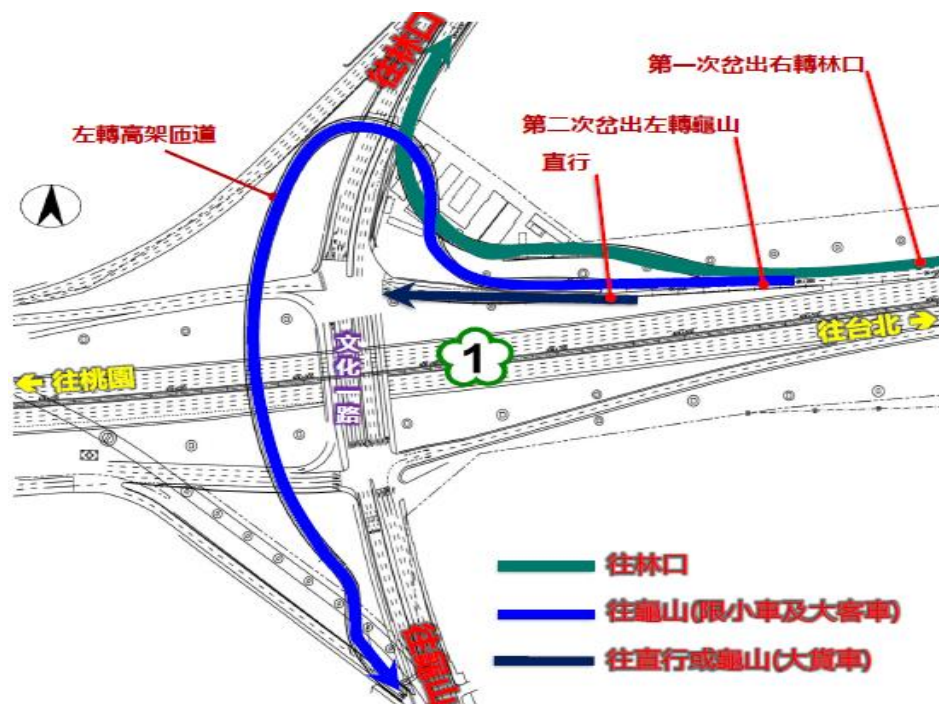 往林口
第一次岔出右轉林口
左轉高架匝道
第二次岔出左轉龜山
直行
往台北
文化一路
1
往桃園
往林口
往龜山(限小車及大客車)
往直行或龜山(大貨車)
往龜山